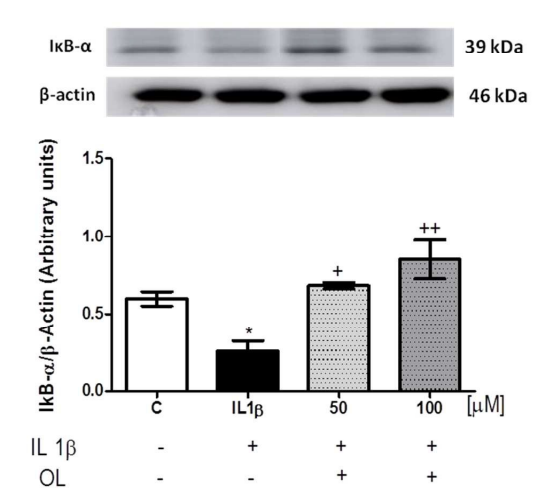 IκB-α 39 kDa
β-actin 46 kDa
IkB-α/β-Actin (Arbitrary units)
1.5
1.0
0.5
0.0
* + ++
C IL1β 50 100 [μM]
IL 1β - + + +
OL - - + +